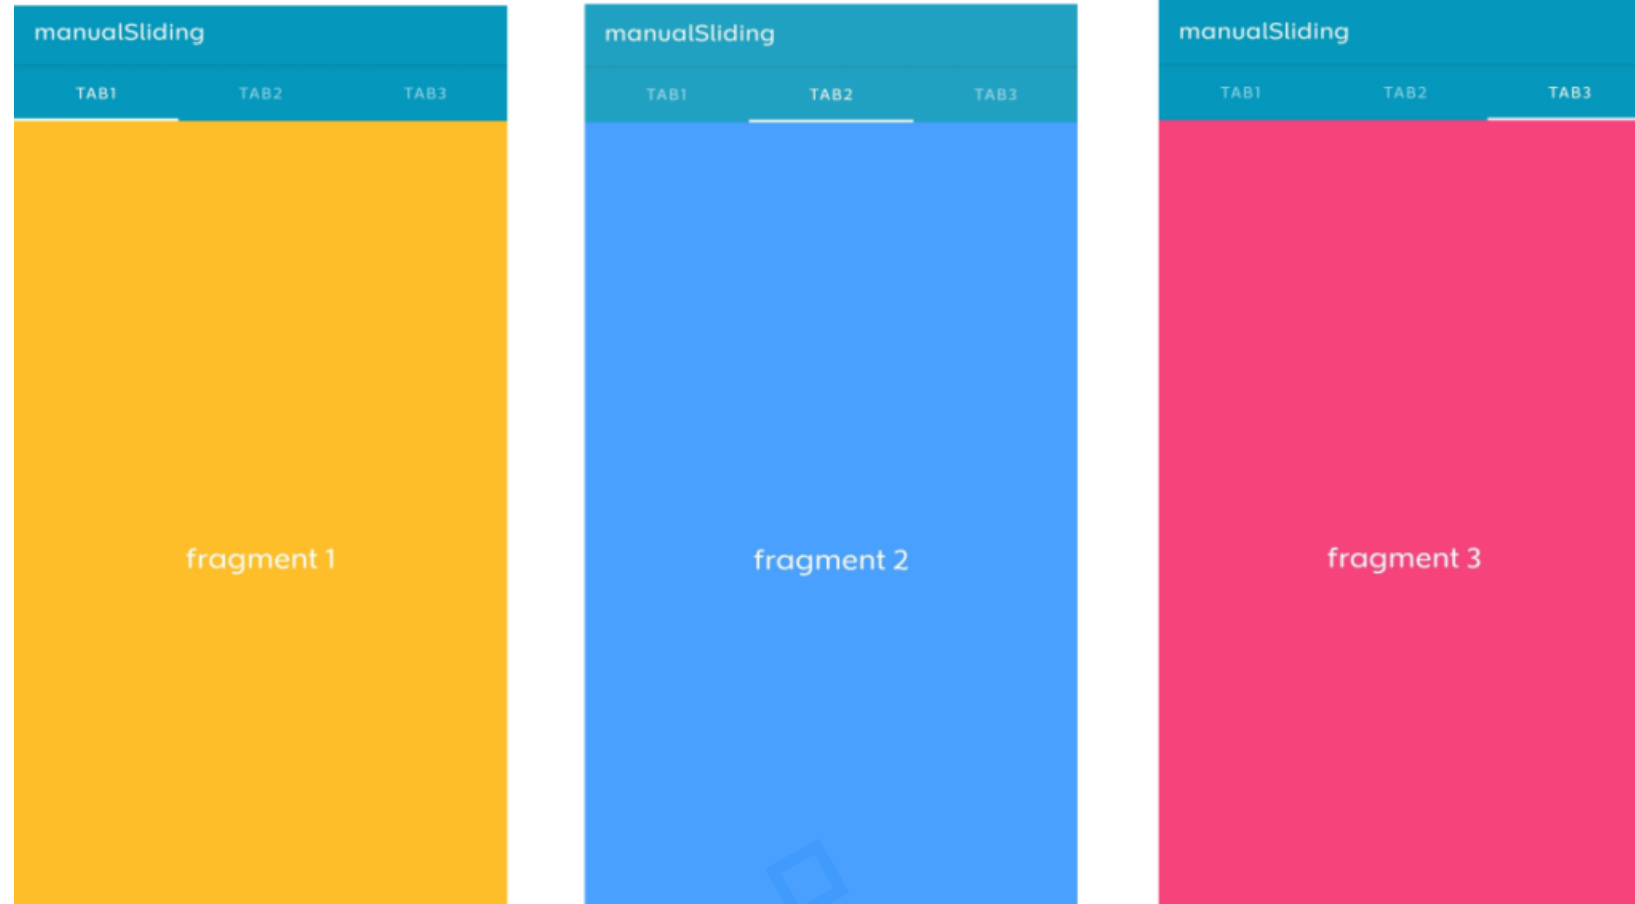 manualSliding
TAB1 TAB2 TAB3
fragment 1
manualSliding
TAB1 TAB2 TAB3
fragment 2
manualSliding
TAB1 TAB2 TAB3
fragment 3